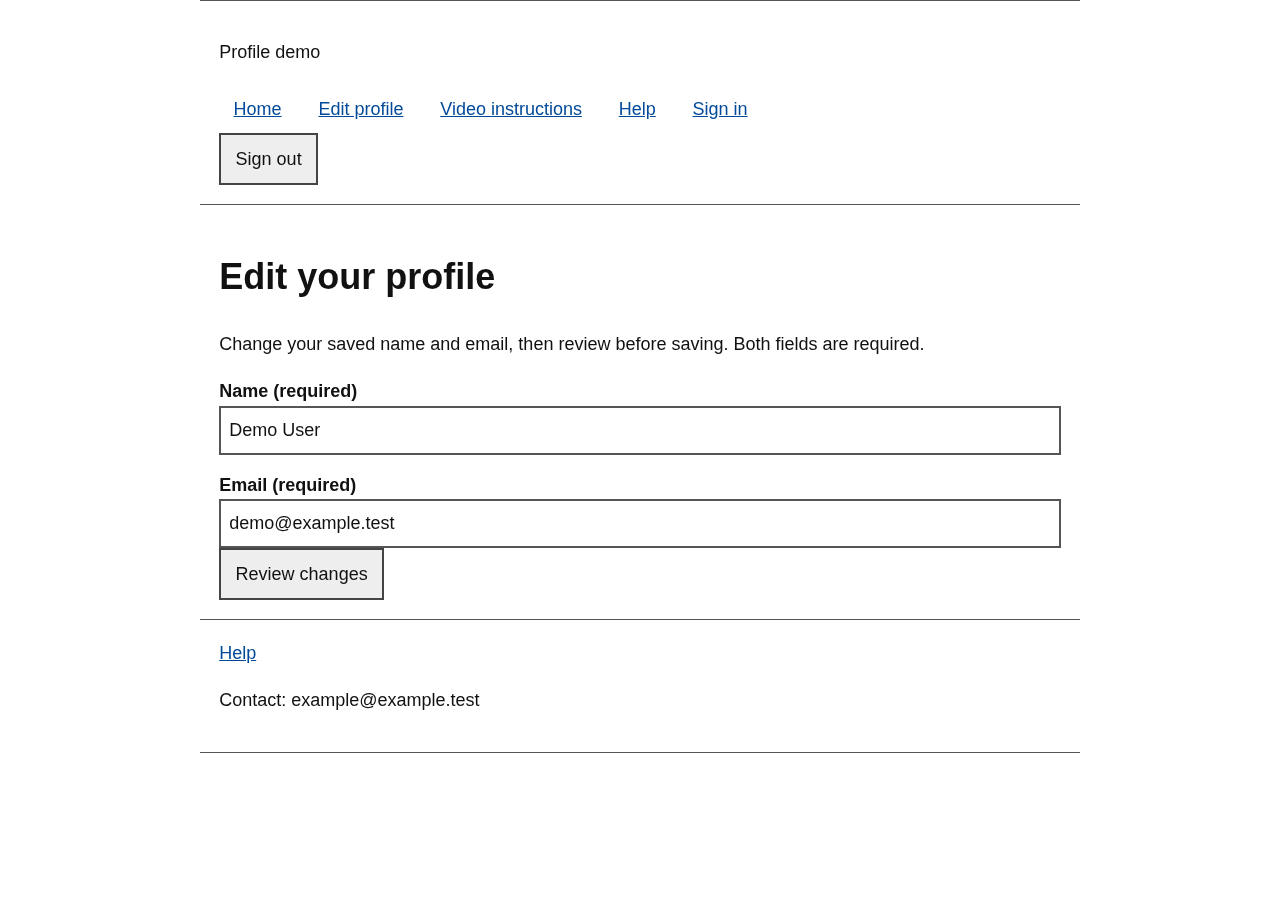 Profile demo
Home Edit profile Video instructions Help Sign in
Sign out
Edit your profile
Change your saved name and email, then review before saving. Both fields are required.
Name (required)
Demo User
Email (required)
demo@example.test
Review changes
Help
Contact: example@example.test